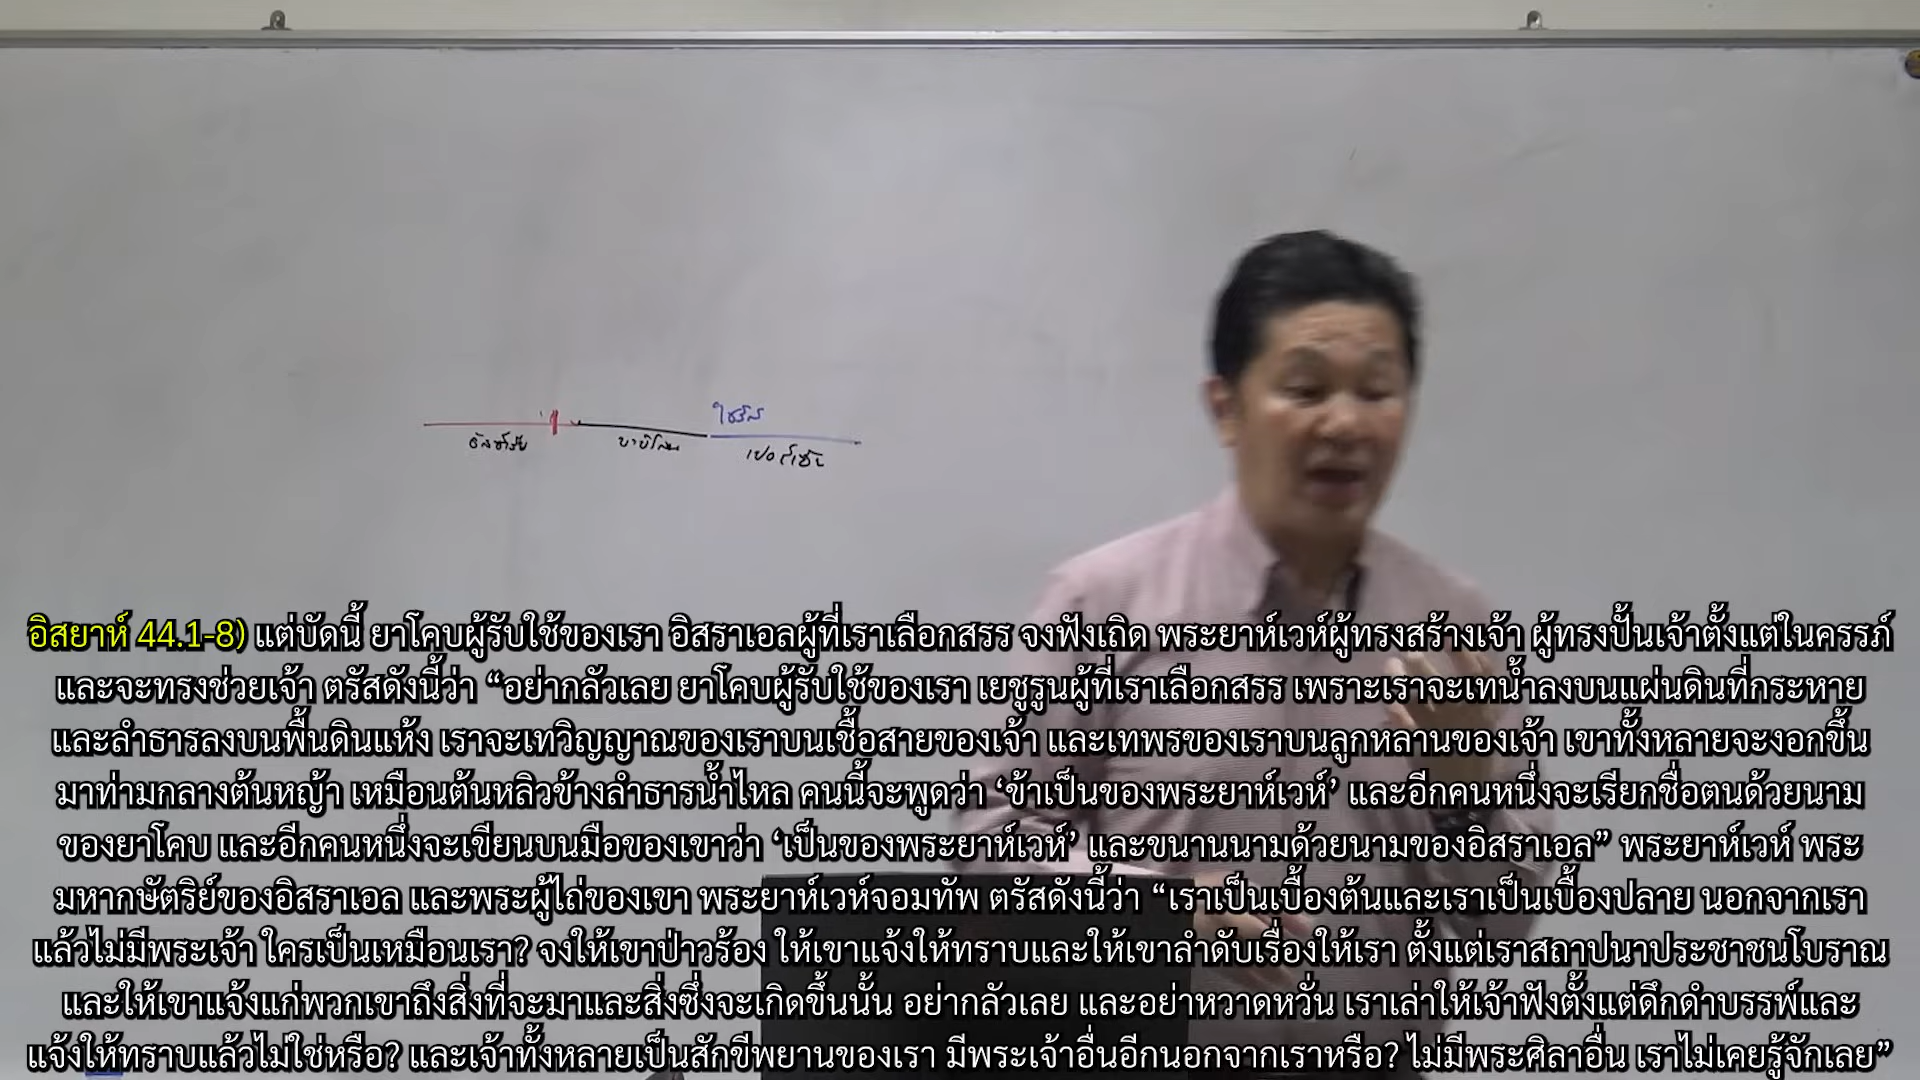 ไซรัส
อัสซีเรีย
บาบิโลน
เปอร์เซีย
อิสยาห์ 44.1-8) แต่บัดนี้ ยาโคบผู้รับใช้ของเรา อิสราเอลผู้ที่เราเลือกสรร จงฟังเถิด พระยาห์เวห์ผู้ทรงสร้างเจ้า ผู้ทรงปั้นเจ้าตั้งแต่ในครรภ์
และจะทรงช่วยเจ้า ตรัสดังนี้ว่า “อย่ากลัวเลย ยาโคบผู้รับใช้ของเรา เยชูรูนผู้ที่เราเลือกสรร เพราะเราจะเทน้ำลงบนแผ่นดินที่กระหาย
และลำธารลงบนพื้นดินแห้ง เราจะเทวิญญาณของเราบนเชื้อสายของเจ้า และเทพรของเราบนลูกหลานของเจ้า เขาทั้งหลายจะงอกขึ้น
มาท่ามกลางต้นหญ้า เหมือนต้นหลิวข้างลำธารน้ำไหล คนนี้จะพูดว่า ‘ข้าเป็นของพระยาห์เวห์’ และอีกคนหนึ่งจะเรียกชื่อตนด้วยนาม
ของยาโคบ และอีกคนหนึ่งจะเขียนบนมือของเขาว่า ‘เป็นของพระยาห์เวห์’ และขนานนามด้วยนามของอิสราเอล” พระยาห์เวห์ พระ
มหากษัตริย์ของอิสราเอล และพระผู้ไถ่ของเขา พระยาห์เวห์จอมทัพ ตรัสดังนี้ว่า “เราเป็นเบื้องต้นและเราเป็นเบื้องปลาย นอกจากเรา
แล้วไม่มีพระเจ้า ใครเป็นเหมือนเรา? จงให้เขาป่าวร้อง ให้เขาแจ้งให้ทราบและให้เขาลำดับเรื่องให้เรา ตั้งแต่เราสถาปนาประชาชนโบราณ
และให้เขาแจ้งแก่พวกเขาถึงสิ่งที่จะมาและสิ่งซึ่งจะเกิดขึ้นนั้น อย่ากลัวเลย และอย่าหวาดหวั่น เราเล่าให้เจ้าฟังตั้งแต่ดึกดำบรรพ์และ
แจ้งให้ทราบแล้วไม่ใช่หรือ? และเจ้าทั้งหลายเป็นสักขีพยานของเรา มีพระเจ้าอื่นอีกนอกจากเราหรือ? ไม่มีพระศิลาอื่น เราไม่เคยรู้จักเลย”